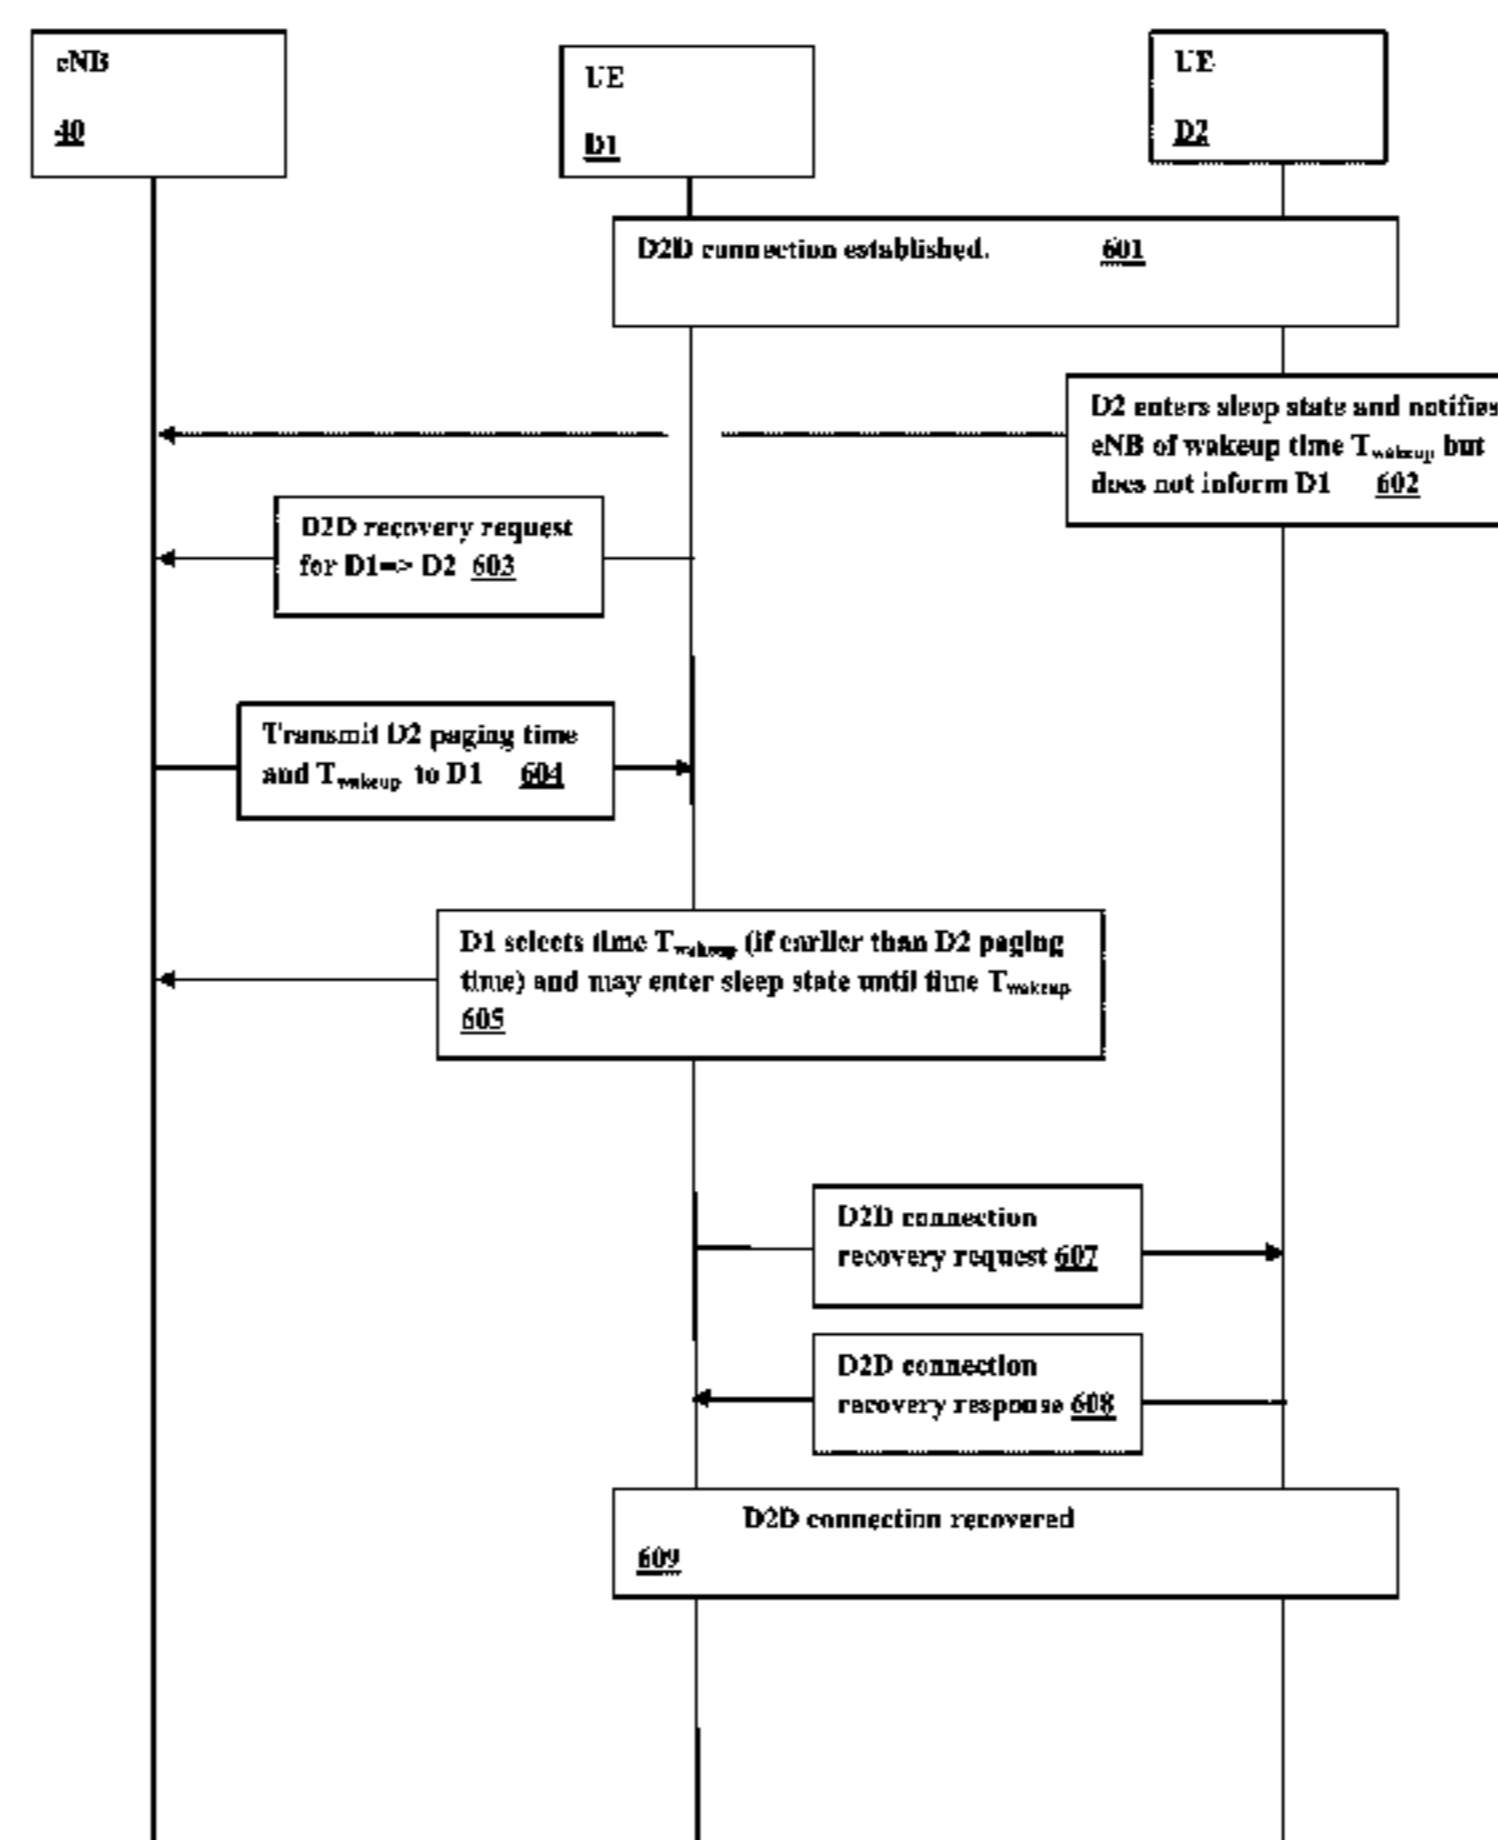 eNB
40
UE
D1
UE
D2
D2D connection established. 601
D2 enters sleep state and notifies
eNB of wakeup time Twakeup but
does not inform D1 602
D2D recovery request
for D1=> D2 603
Transmit D2 paging time
and Twakeup to D1 604
D1 selects time Twakeup (if earlier than D2 paging
time) and may enter sleep state until time Twakeup
605
D2D connection
recovery request 607
D2D connection
recovery response 608
D2D connection recovered
609